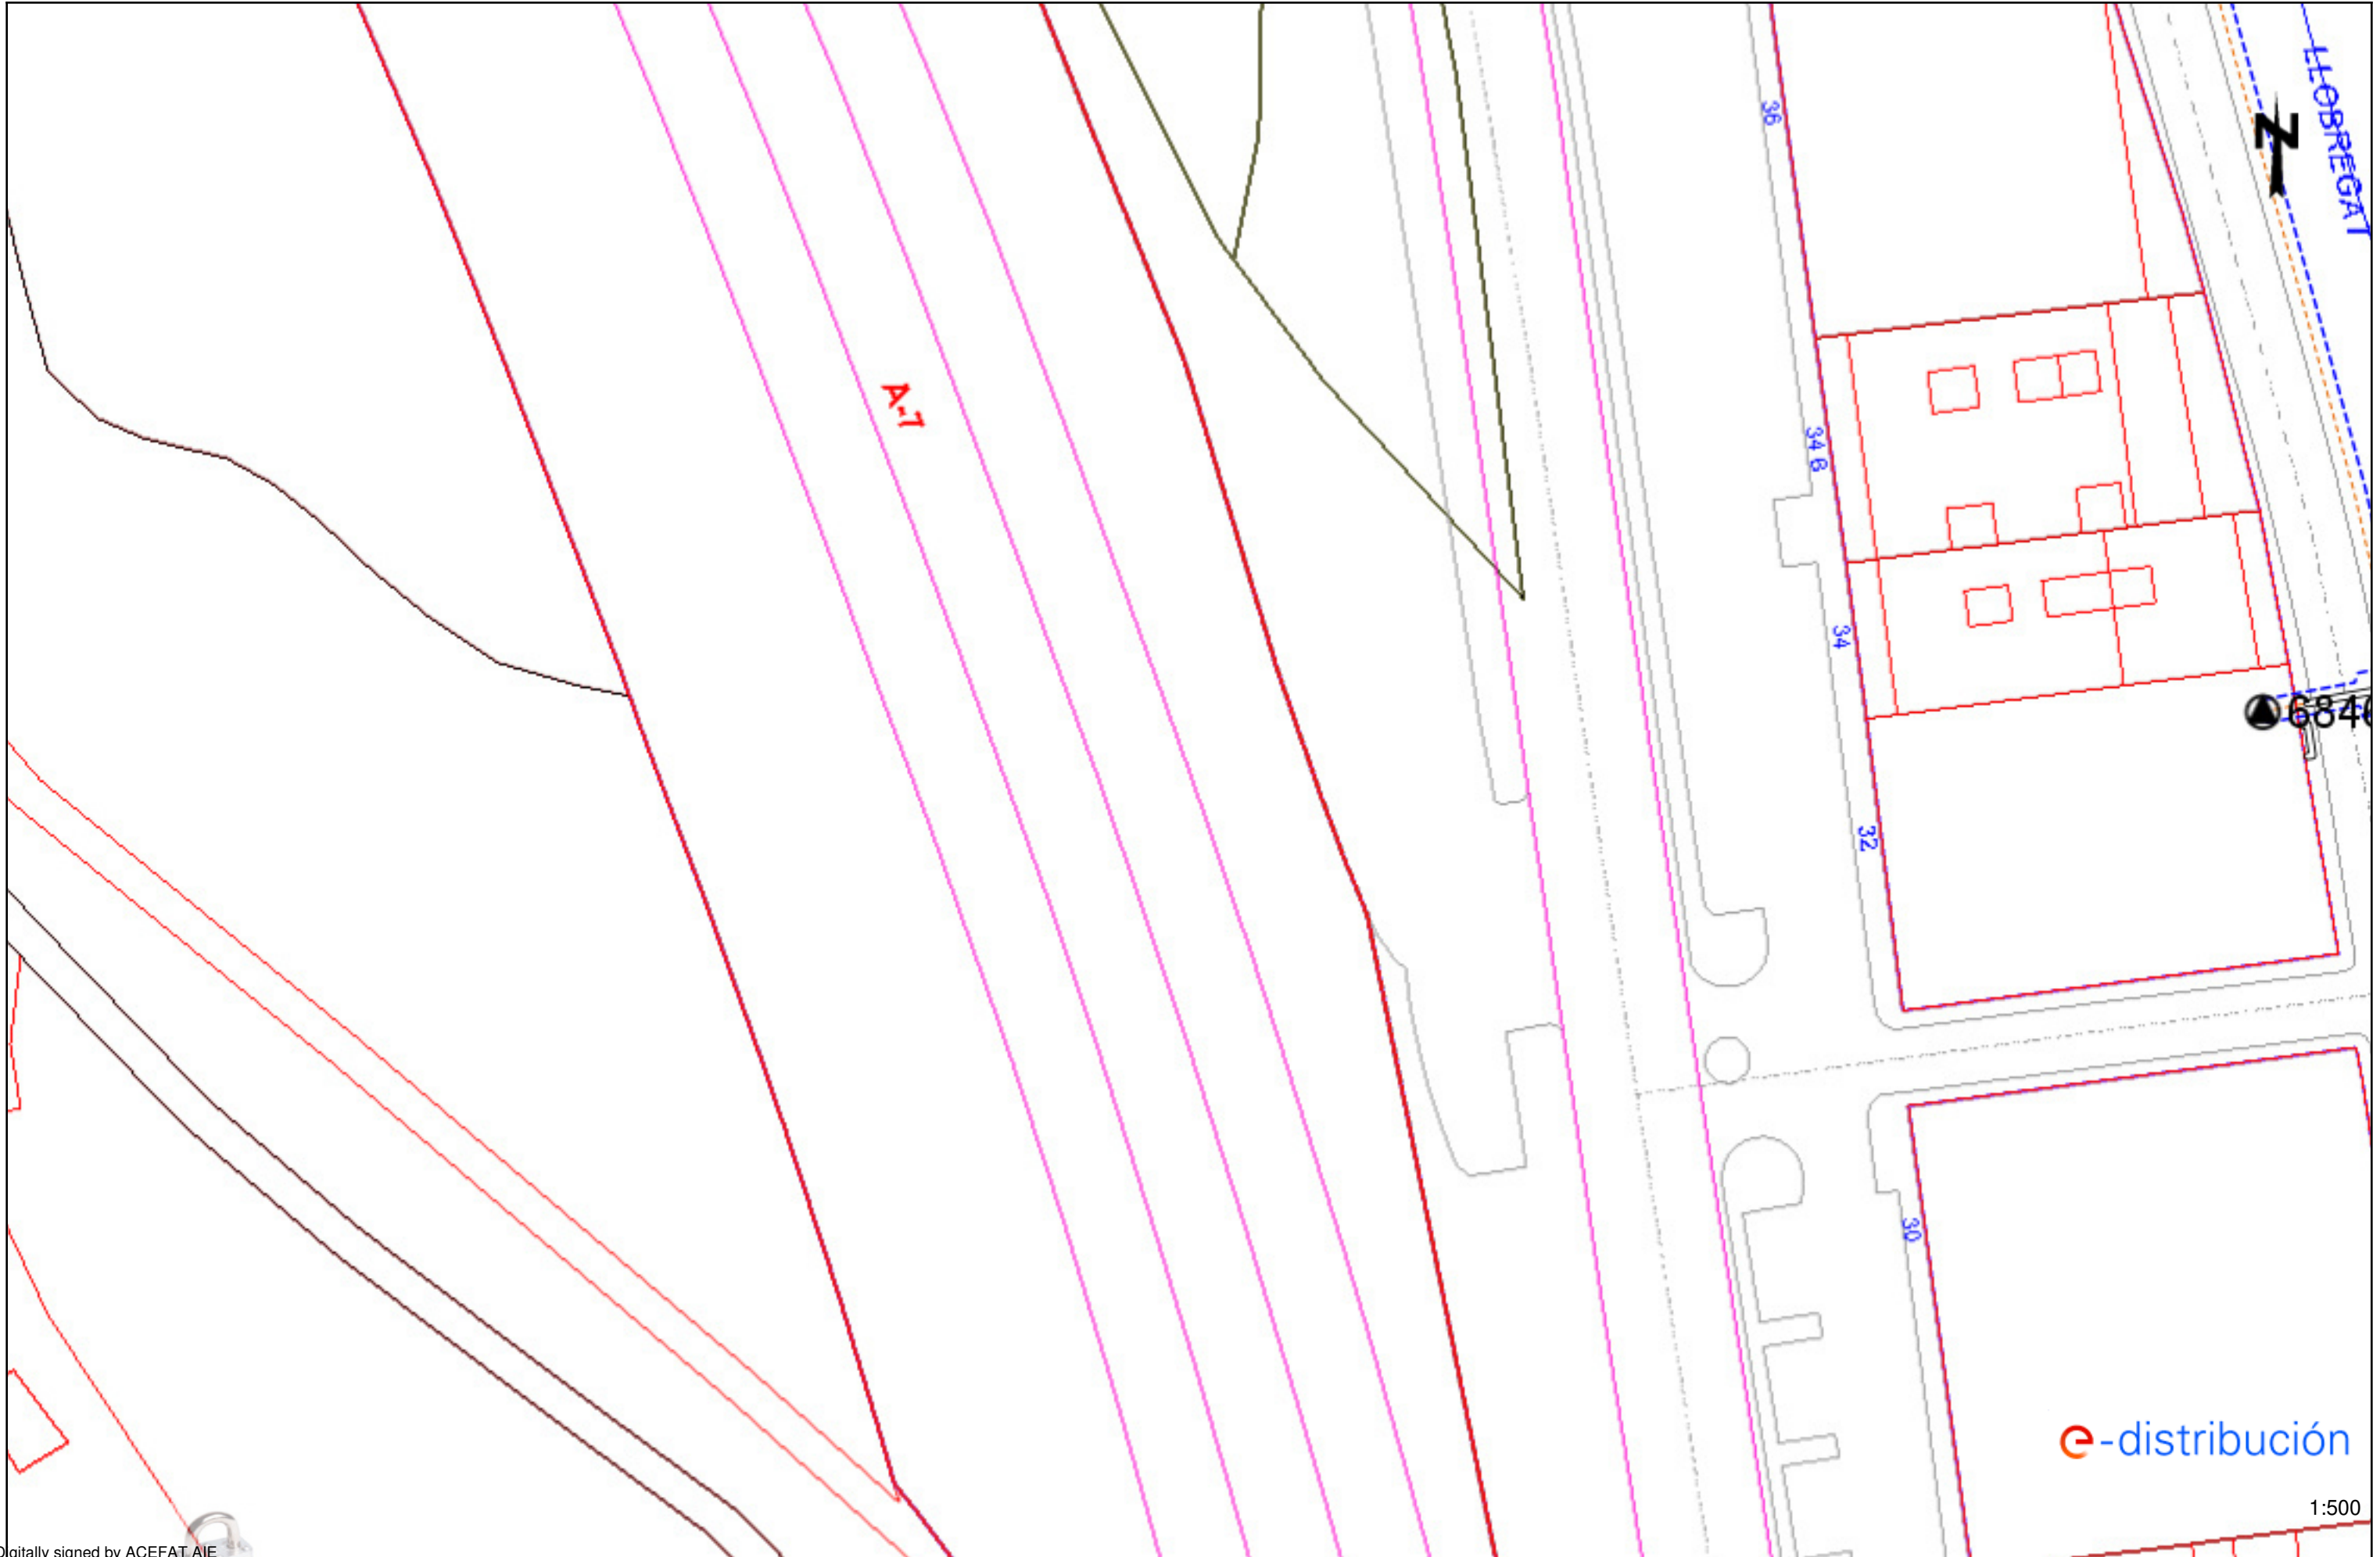 LLOBREGAT
N
36
A-7
34 B
34
6840
32
30
e-distribución
1:500
Digitally signed by ACEFAT AIE